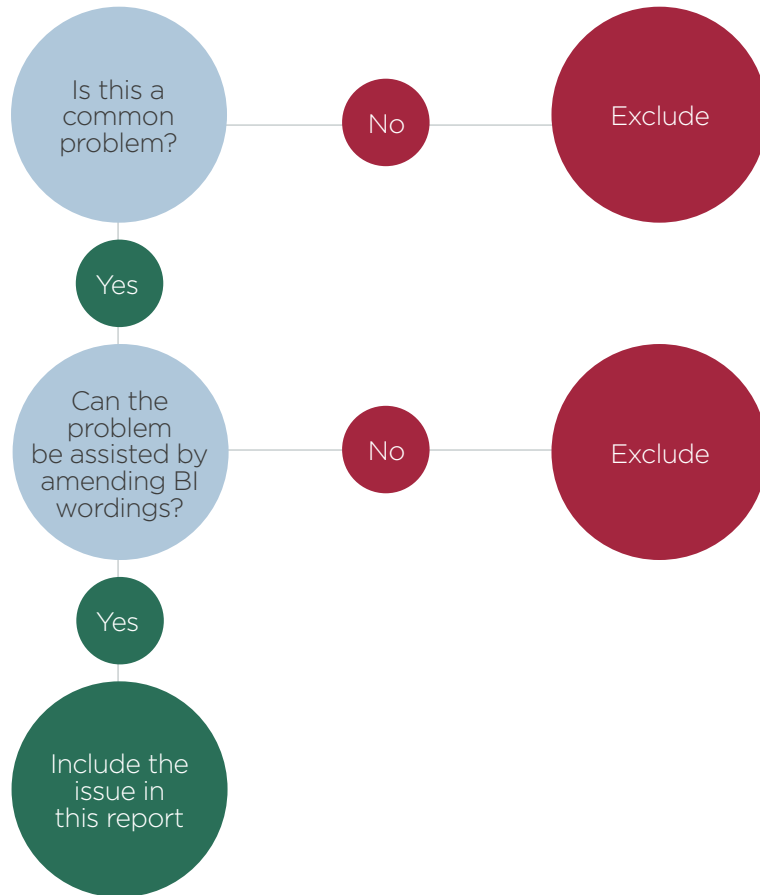 Is this a
common
problem?
No
Exclude
Yes
Can the
problem
be assisted by
amending BI
wordings?
No
Exclude
Yes
Include the
issue in
this report